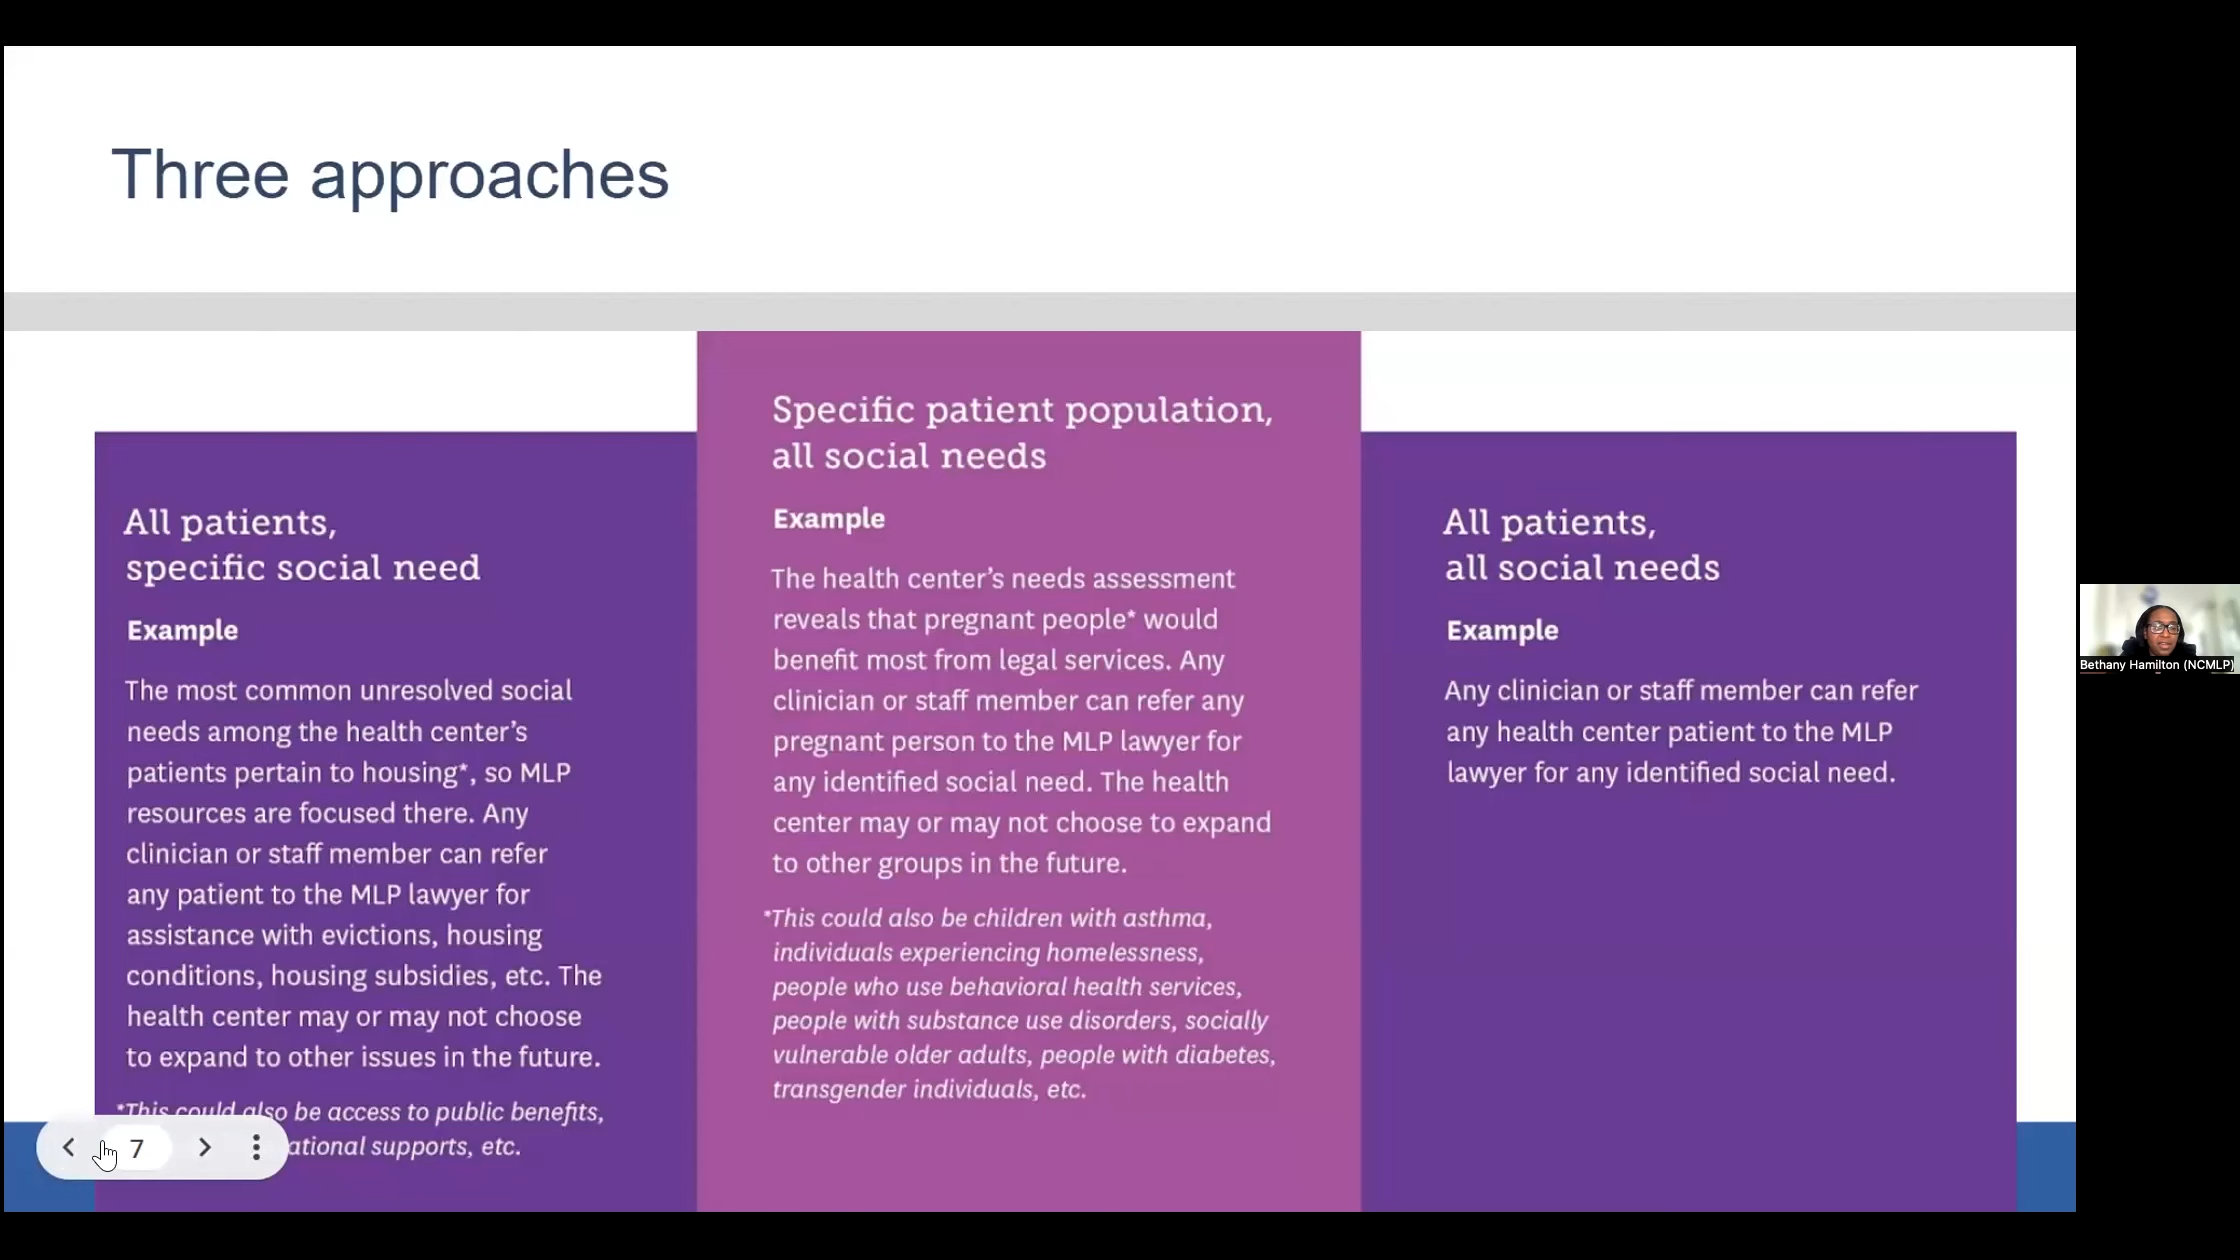 Three approaches
All patients,
specific social need
Example
The most common unresolved social
needs among the health center’s
patients pertain to housing*, so MLP
resources are focused there. Any
clinician or staff member can refer
any patient to the MLP lawyer for
assistance with evictions, housing
conditions, housing subsidies, etc. The
health center may or may not choose
to expand to other issues in the future.
*This could also be access to public benefits,
supports, etc.
7
Specific patient population,
all social needs
Example
The health center’s needs assessment
reveals that pregnant people* would
benefit most from legal services. Any
clinician or staff member can refer any
pregnant person to the MLP lawyer for
any identified social need. The health
center may or may not choose to expand
to other groups in the future.
*This could also be children with asthma,
individuals experiencing homelessness,
people who use behavioral health services,
people with substance use disorders, socially
vulnerable older adults, people with diabetes,
transgender individuals, etc.
All patients,
all social needs
Example
Any clinician or staff member can refer
any health center patient to the MLP
lawyer for any identified social need.
Bethany Hamilton (NCMLP)